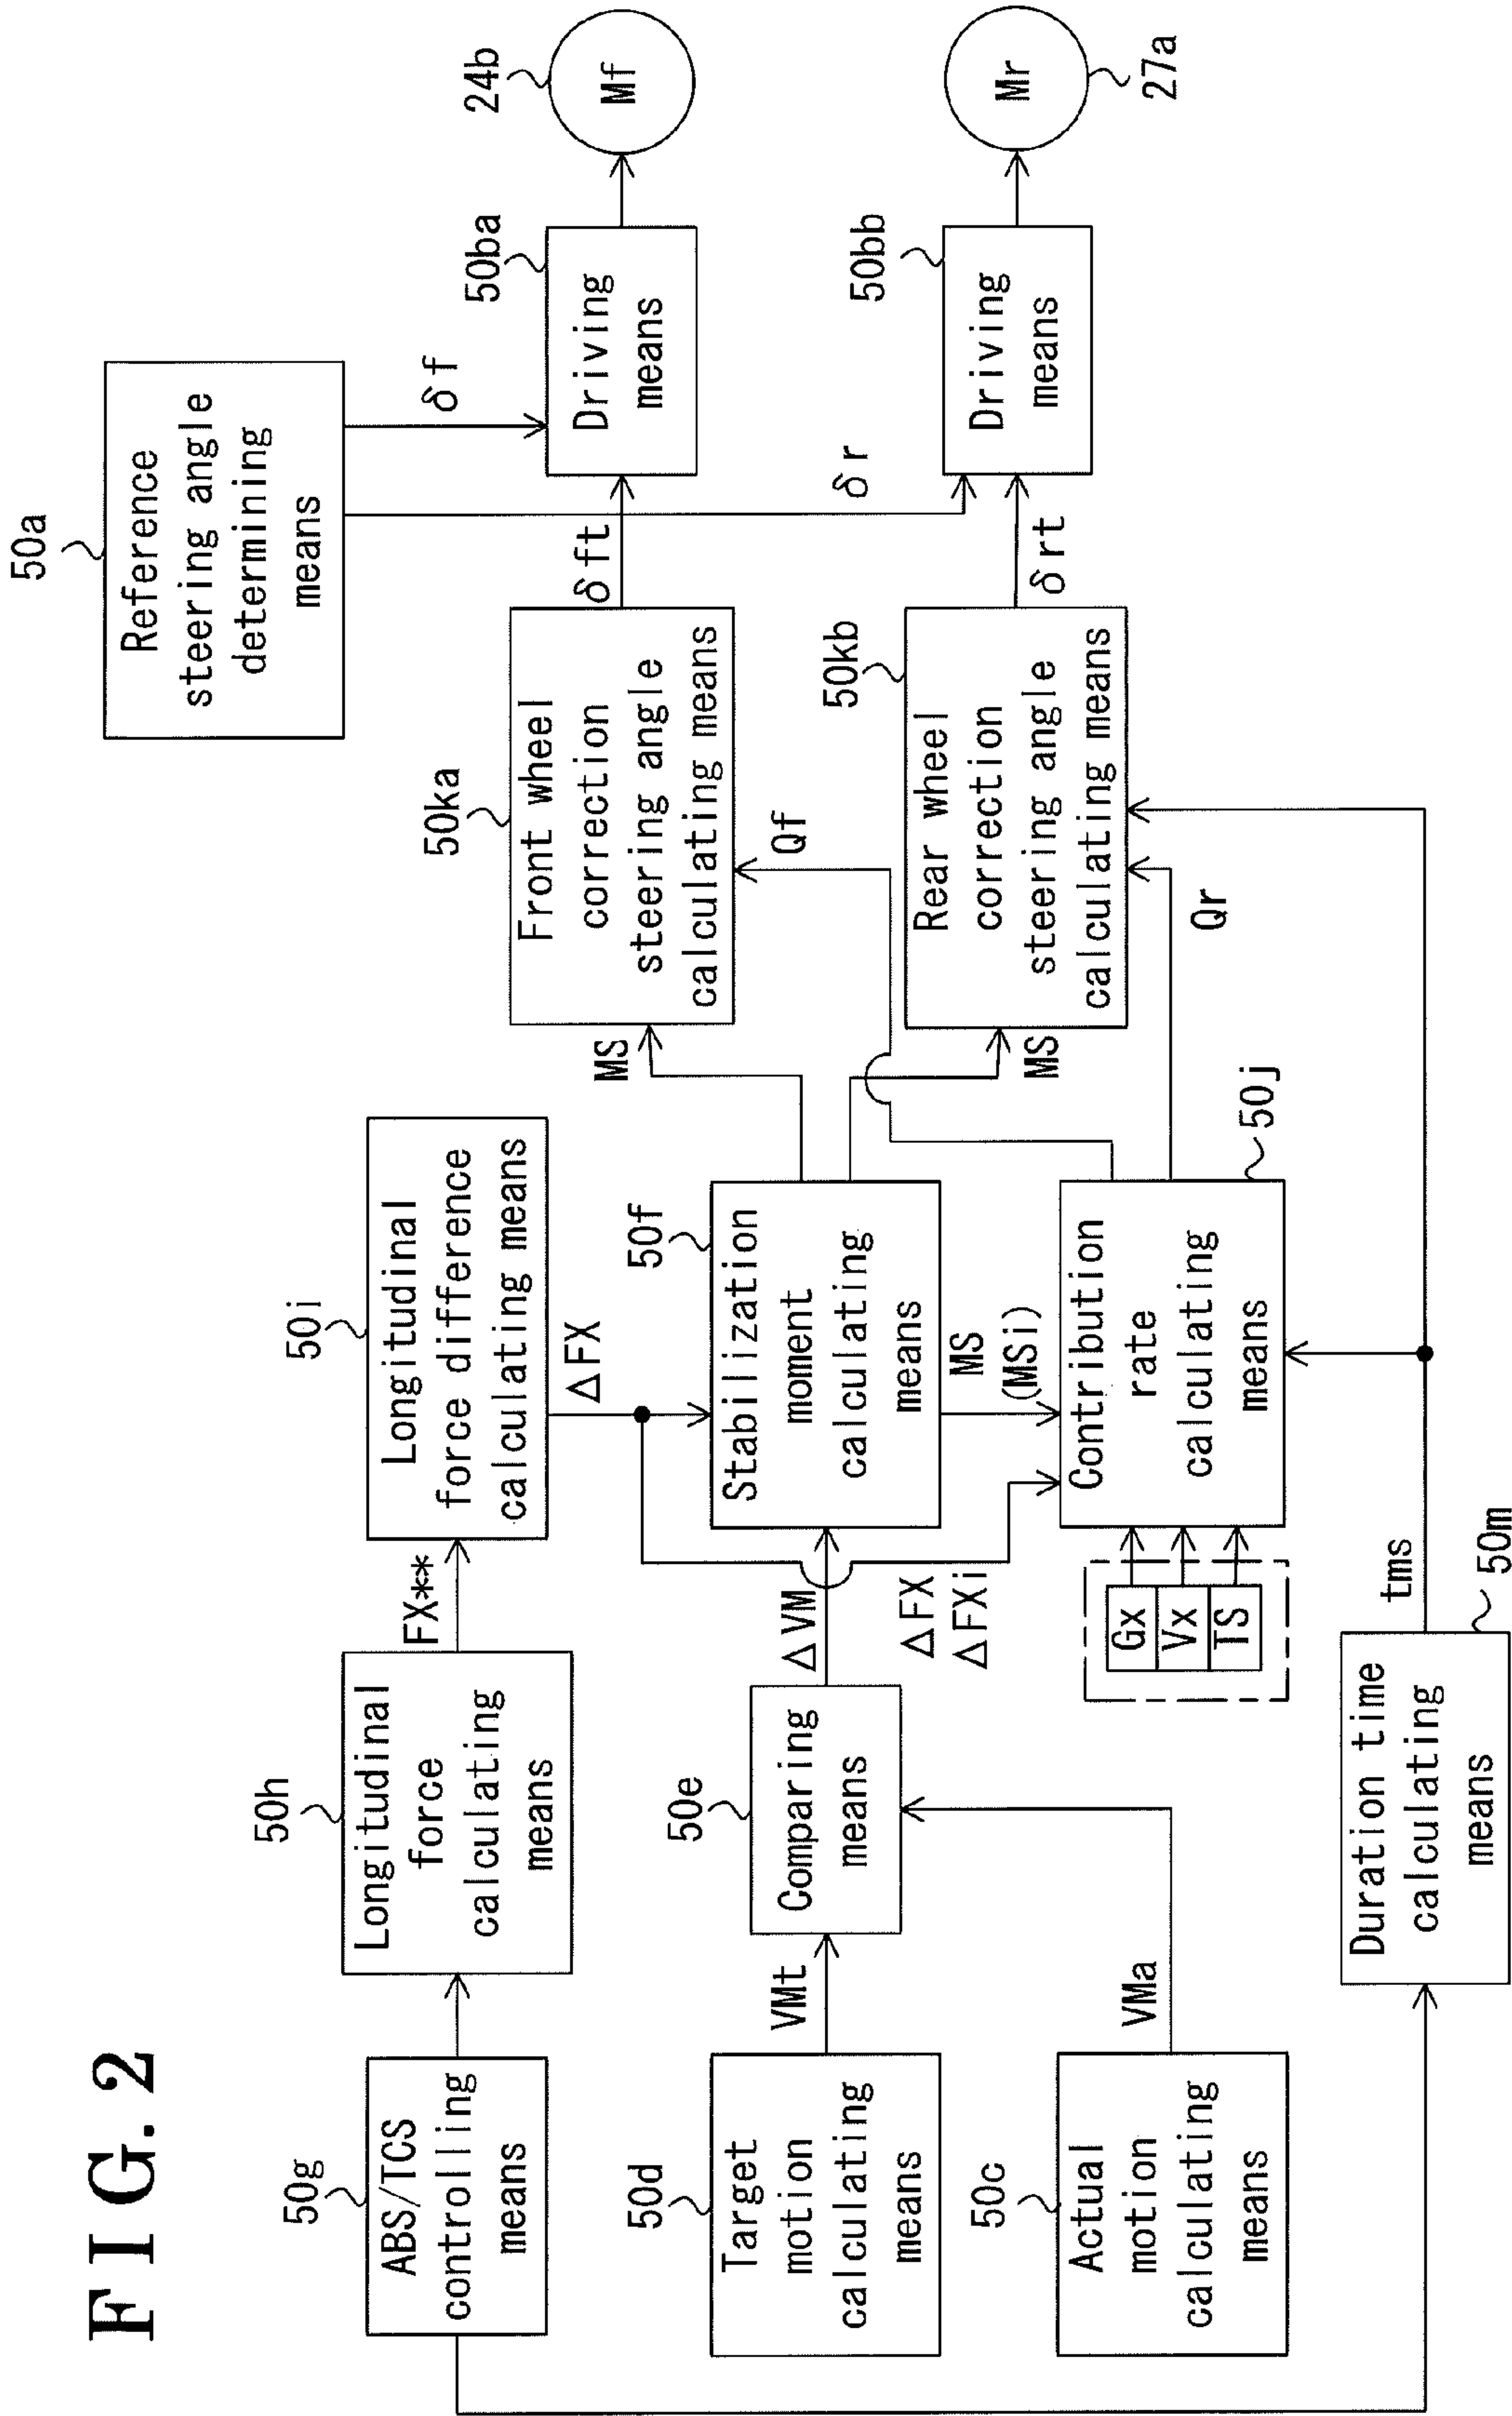 FIG. 2
50a
Reference
steering angle
determining
means
δf
δr
50g
ABS/TCS
controlling
means
50h
Longitudinal
force
calculating
means
FX**
50i
Longitudinal
force difference
calculating means
△FX
50ka
Front wheel
correction
steering angle
calculating means
δft
50ba
Driving
means
24b
Mf
50d
Target
motion
calculating
means
VMt
50e
Comparing
means
△VM
50f
Stabilization
moment
calculating
means
MS
MS
Qf
MS
(MSi)
△FX
△FXi
50kb
Rear wheel
correction
steering angle
calculating means
δrt
50bb
Driving
means
27a
Mr
50c
Actual
motion
calculating
means
VMa
Gx
Vx
TS
50j
Contribution
rate
calculating
means
Qr
50m
Duration time
calculating
means
tms